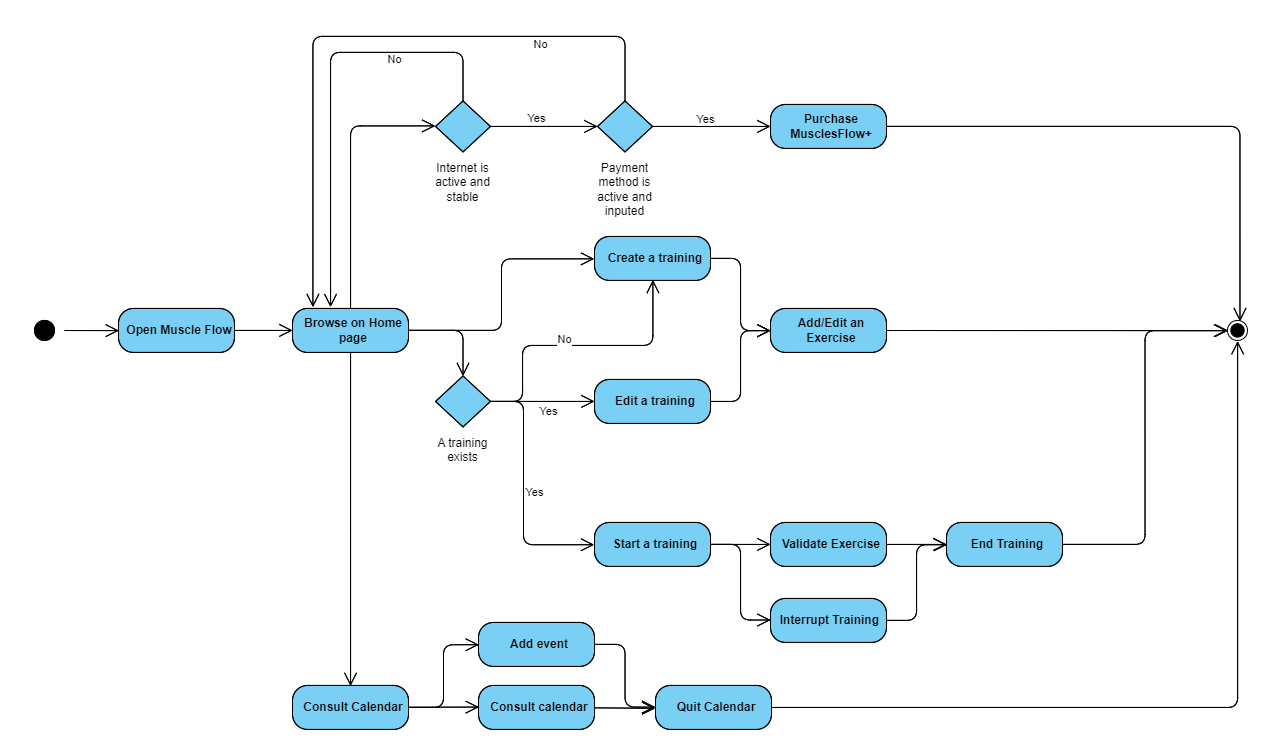 No
No
Yes
Yes
Purchase
MusclesFlow+
Internet is
active and
stable
Payment
method is
active and
inputed
Create a training
Open Muscle Flow
Browse on Home
page
Add/Edit an
Exercise
No
Edit a training
Yes
A training
exists
Yes
Start a training
Validate Exercise
End Training
Interrupt Training
Add event
Consult Calendar
Consult calendar
Quit Calendar